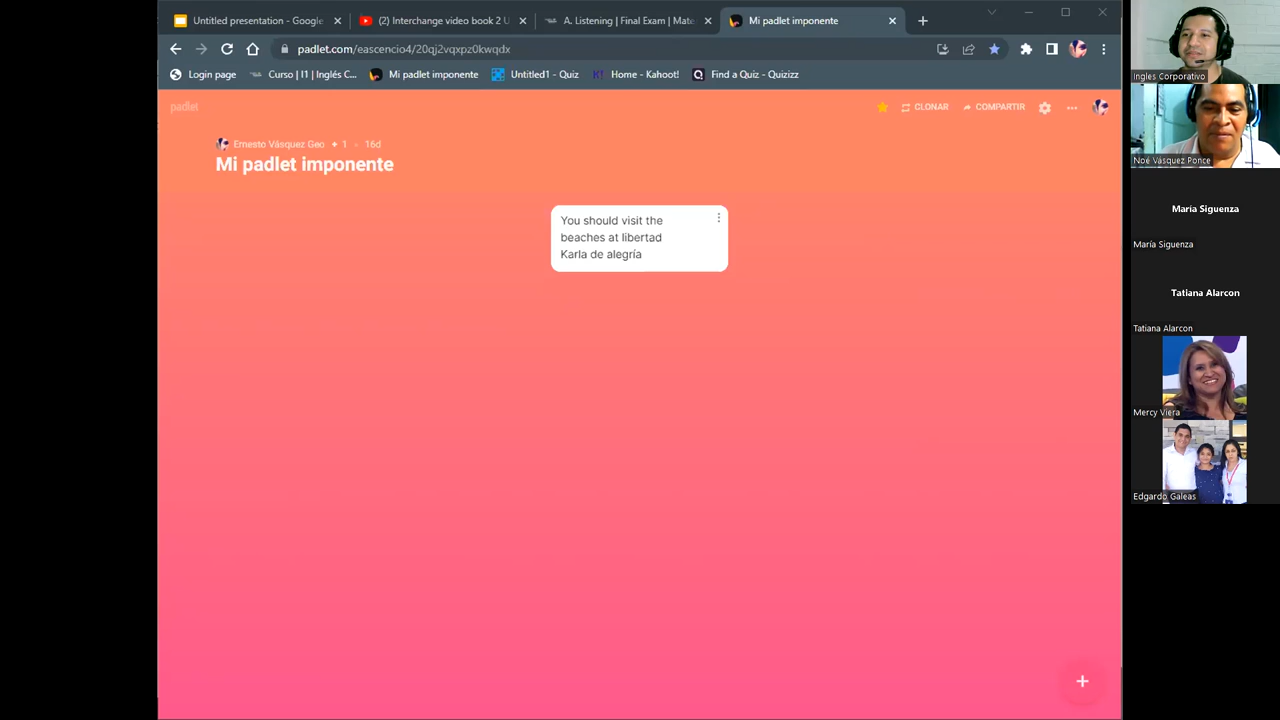 Untitled presentation - Google
(2) Interchange video book 2 U
A. Listening | Final Exam | Mate
Mi padlet imponente
padlet.com/eascencio4/20qj2vqxpz0kwqdx
Login page
Curso | I1 | Inglés C...
Mi padlet imponente
Untitled1 - Quiz
Home - Kahoot!
Find a Quiz - Quizizz
padlet
CLONAR
COMPARTIR
Ernesto Vásquez Geo
1
16d
Mi padlet imponente
You should visit the
beaches at libertad
Karla de alegría
Ingles Corporativo
Noé Vásquez Ponce
Maria Siguenza
María Siguenza
Tatiana Alarcon
Tatiana Alarcon
Mercy Viera
Edgardo Galeas